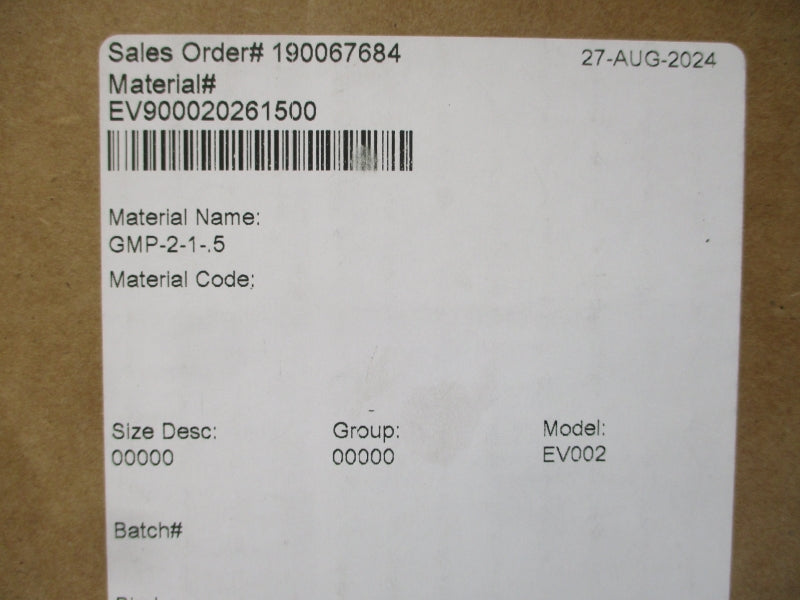 Sales Order# 190067684
27-AUG-2024
Material#
EV900020261500
Material Name:
GMP-2-1-.5
Material Code:
Size Desc: Group: Model:
00000 00000 EV002
Batch#